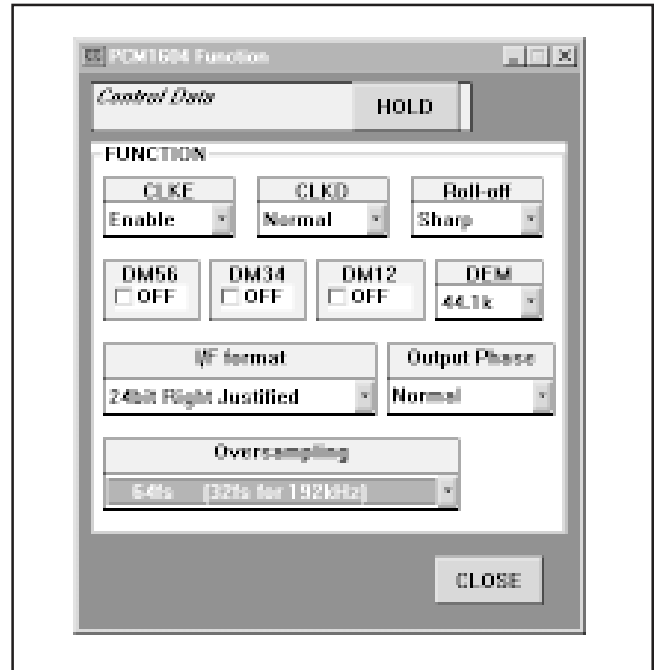 PCM1604 Function
Control Data
HOLD
FUNCTION
CLKE CLKD Roll-off
Enable Normal Sharp
DM56 DM34 DM12 DEM
OFF OFF OFF 44.1k
I/F format Output Phase
24bit Right Justified Normal
Oversampling
64fs (32fs for 192kHz)
CLOSE